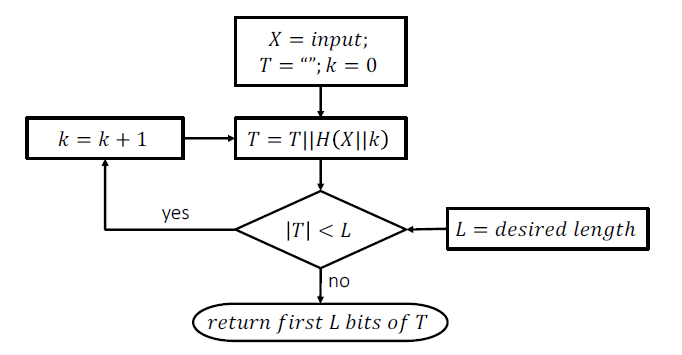 X = input;
T = “”; k = 0
k = k + 1
T = T||H(X||k)
yes
|T| < L
L = desired length
no
return first L bits of T